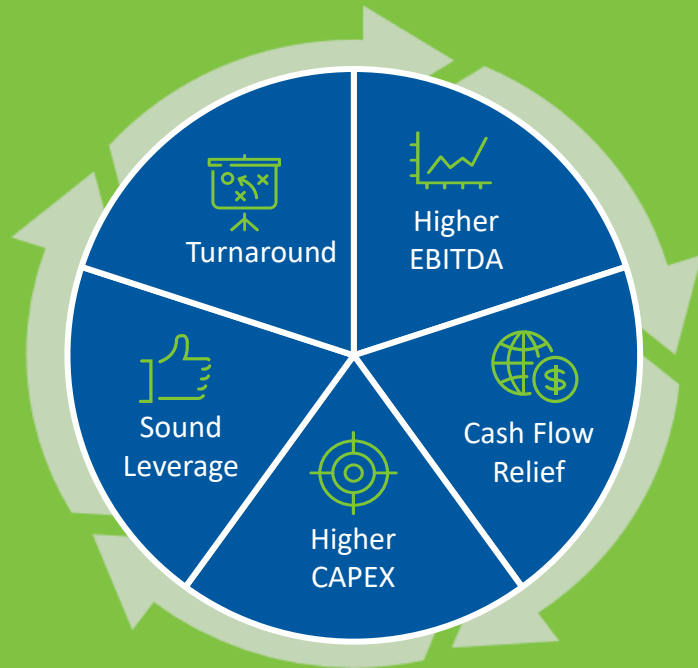 Turnaround
Higher
EBITDA
Cash Flow
Relief
Higher
CAPEX
Sound
Leverage
$